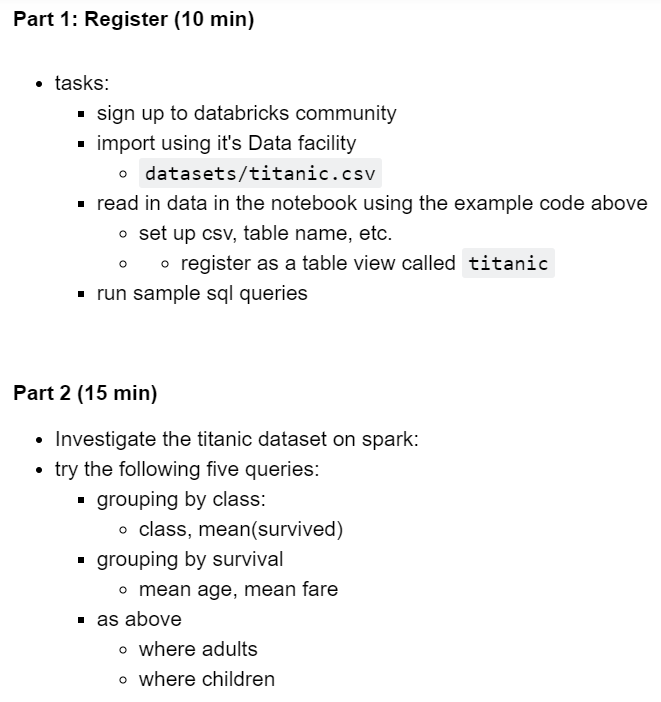 Part 1: Register (10 min)
tasks:
sign up to databricks community
import using it's Data facility
datasets/titanic.csv
read in data in the notebook using the example code above
set up csv, table name, etc.
register as a table view called titanic
run sample sql queries
Part 2 (15 min)
Investigate the titanic dataset on spark:
try the following five queries:
grouping by class:
class, mean(survived)
grouping by survival
mean age, mean fare
as above
where adults
where children